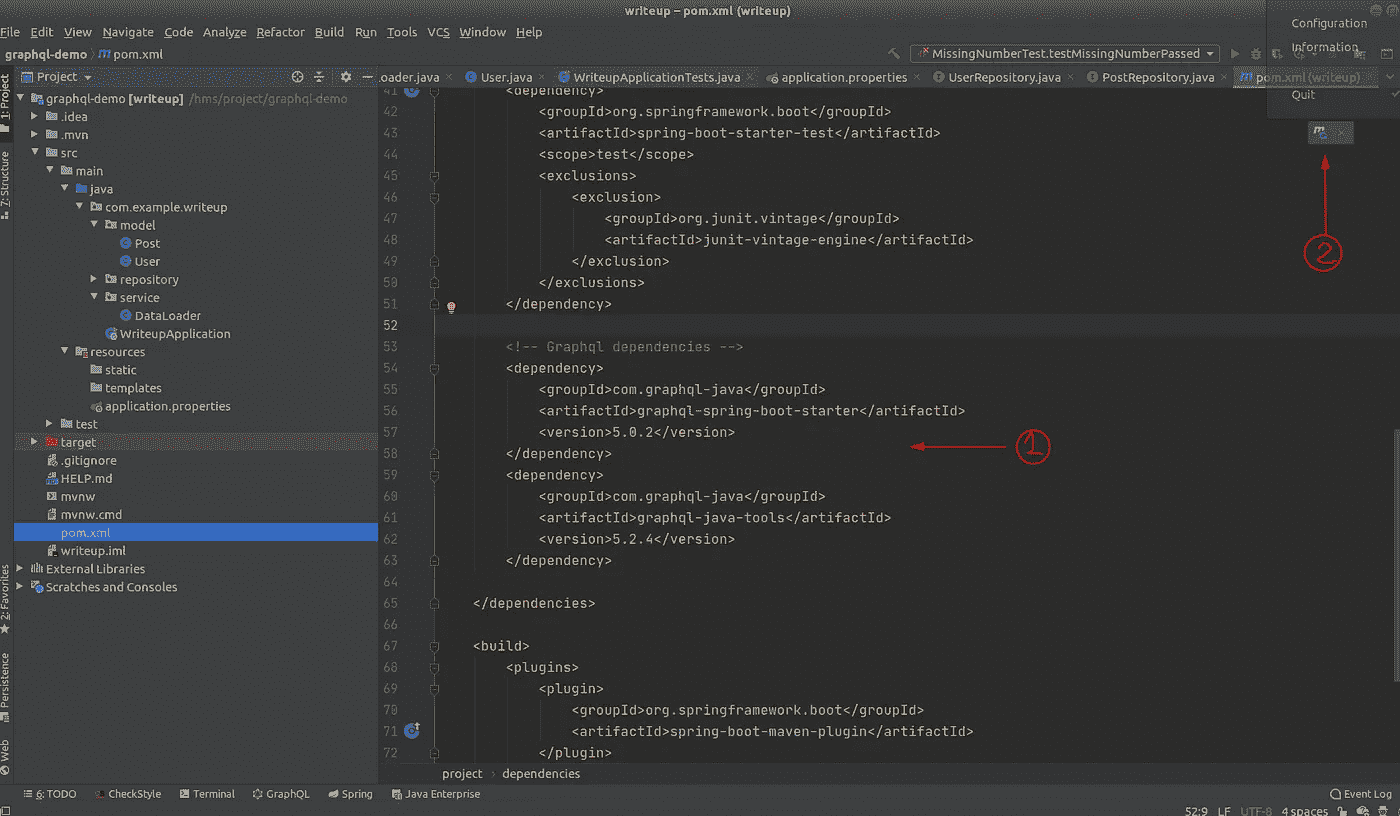 writeup – pom.xml (writeup)
File Edit View Navigate Code Analyze Refactor Build Run Tools VCS Window Help
Configuration
Information
Quit
graphql-demo pom.xml
MissingNumberTest.testMissingNumberPassed
Project
oader.java User.java WriteupApplicationTests.java application.properties UserRepository.java PostRepository.java pom.xml (writeup)
1: Project
7: Structure
2: Favorites
Persistence
Web
graphql-demo [writeup] /hms/project/graphql-demo
.idea
.mvn
src
main
java
com.example.writeup
model
Post
User
repository
service
DataLoader
WriteupApplication
resources
static
templates
application.properties
test
target
.gitignore
HELP.md
mvnw
mvnw.cmd
pom.xml
writeup.iml
External Libraries
Scratches and Consoles
41 <dependency>
42 <groupId>org.springframework.boot</groupId>
43 <artifactId>spring-boot-starter-test</artifactId>
44 <scope>test</scope>
45 <exclusions>
46 <exclusion>
47 <groupId>org.junit.vintage</groupId>
48 <artifactId>junit-vintage-engine</artifactId>
49 </exclusion>
50 </exclusions>
51 </dependency>
52
53 <!-- Graphql dependencies -->
54 <dependency>
55 <groupId>com.graphql-java</groupId>
56 <artifactId>graphql-spring-boot-starter</artifactId>
57 <version>5.0.2</version>
58 </dependency>
59 <dependency>
60 <groupId>com.graphql-java</groupId>
61 <artifactId>graphql-java-tools</artifactId>
62 <version>5.2.4</version>
63 </dependency>
64
65 </dependencies>
66
67 <build>
68 <plugins>
69 <plugin>
70 <groupId>org.springframework.boot</groupId>
71 <artifactId>spring-boot-maven-plugin</artifactId>
72 </plugin>
1
2
project dependencies
6: TODO CheckStyle Terminal GraphQL Spring Java Enterprise Event Log
52:9 LF UTF-8 4 spaces